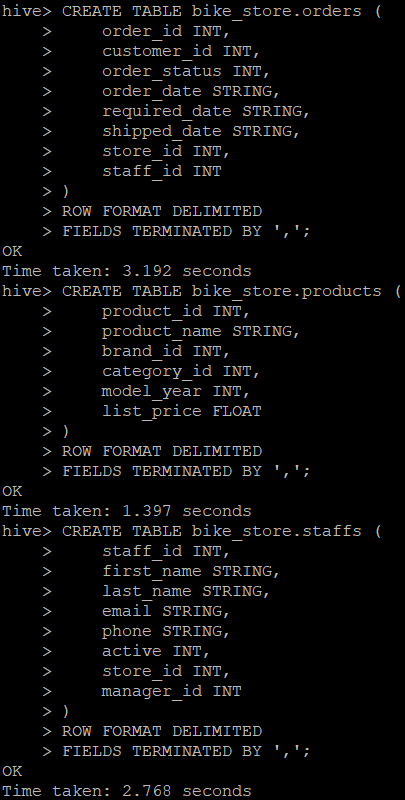 hive> CREATE TABLE bike_store.orders (
    >     order_id INT,
    >     customer_id INT,
    >     order_status INT,
    >     order_date STRING,
    >     required_date STRING,
    >     shipped_date STRING,
    >     store_id INT,
    >     staff_id INT
    > )
    > ROW FORMAT DELIMITED
    > FIELDS TERMINATED BY ',';
OK
Time taken: 3.192 seconds
hive> CREATE TABLE bike_store.products (
    >     product_id INT,
    >     product_name STRING,
    >     brand_id INT,
    >     category_id INT,
    >     model_year INT,
    >     list_price FLOAT
    > )
    > ROW FORMAT DELIMITED
    > FIELDS TERMINATED BY ',';
OK
Time taken: 1.397 seconds
hive> CREATE TABLE bike_store.staffs (
    >     staff_id INT,
    >     first_name STRING,
    >     last_name STRING,
    >     email STRING,
    >     phone STRING,
    >     active INT,
    >     store_id INT,
    >     manager_id INT
    > )
    > ROW FORMAT DELIMITED
    > FIELDS TERMINATED BY ',';
OK
Time taken: 2.768 seconds